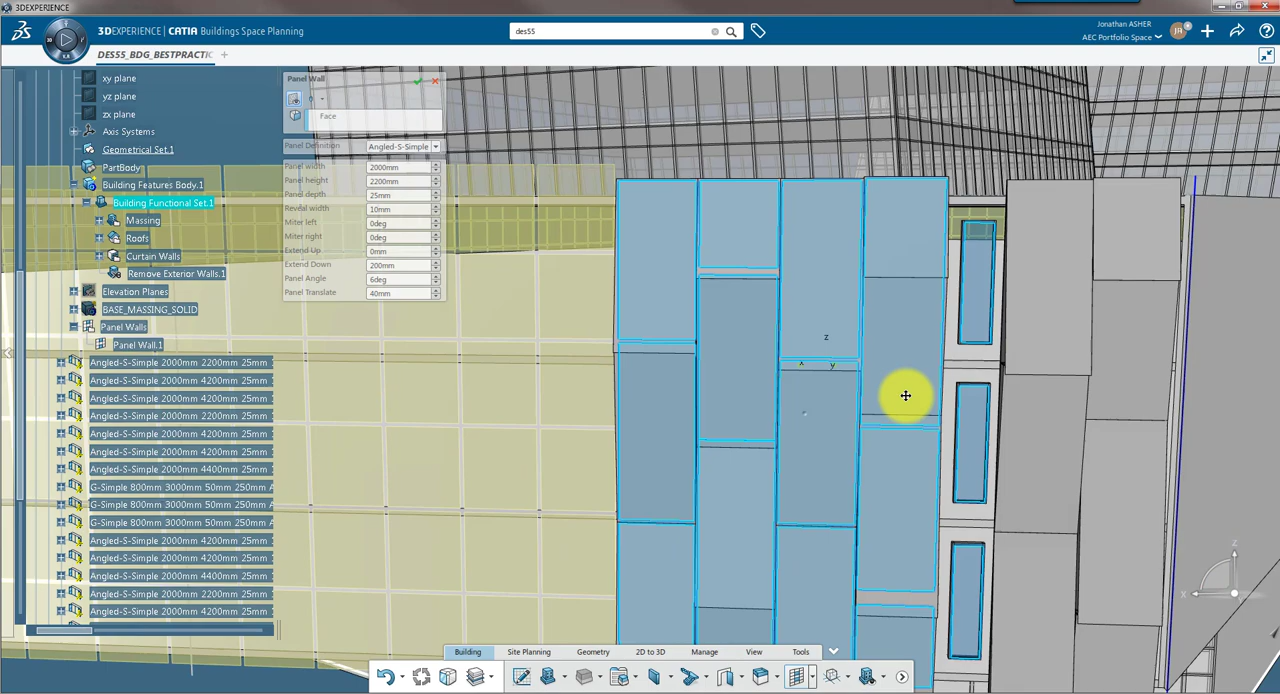 3DEXPERIENCE
3DEXPERIENCE | CATIA Buildings Space Planning
des55
Jonathan ASHER
AEC Portfolio Space
DES55_BDG_BESTPRACTIC
xy plane
yz plane
zx plane
Axis Systems
Geometrical Set.1
PartBody
Building Features Body.1
Building Functional Set.1
Massing
Roofs
Curtain Walls
Remove Exterior Walls.1
Elevation Planes
BASE_MASSING_SOLID
Panel Walls
Panel Wall.1
Angled-S-Simple 2000mm 2200mm 25mm
Angled-S-Simple 2000mm 4200mm 25mm
Angled-S-Simple 2000mm 4200mm 25mm
Angled-S-Simple 2000mm 2200mm 25mm
Angled-S-Simple 2000mm 4200mm 25mm
Angled-S-Simple 2000mm 4200mm 25mm
Angled-S-Simple 2000mm 4400mm 25mm
G-Simple 800mm 3000mm 50mm 250mm A
G-Simple 800mm 3000mm 50mm 250mm A
G-Simple 800mm 3000mm 50mm 250mm A
Angled-S-Simple 2000mm 4200mm 25mm
Angled-S-Simple 2000mm 4200mm 25mm
Angled-S-Simple 2000mm 4400mm 25mm
Angled-S-Simple 2000mm 2200mm 25mm
Angled-S-Simple 2000mm 4200mm 25mm
Panel Wall
0
Face
Panel Definition Angled-S-Simple
Panel width 2000mm
Panel height 2200mm
Panel depth 25mm
Reveal width 10mm
Miter left 0deg
Miter right 0deg
Extend Up 0mm
Extend Down 200mm
Panel Angle 6deg
Panel Translate 40mm
z
x y
Z
X
Building Site Planning Geometry 2D to 3D Manage View Tools